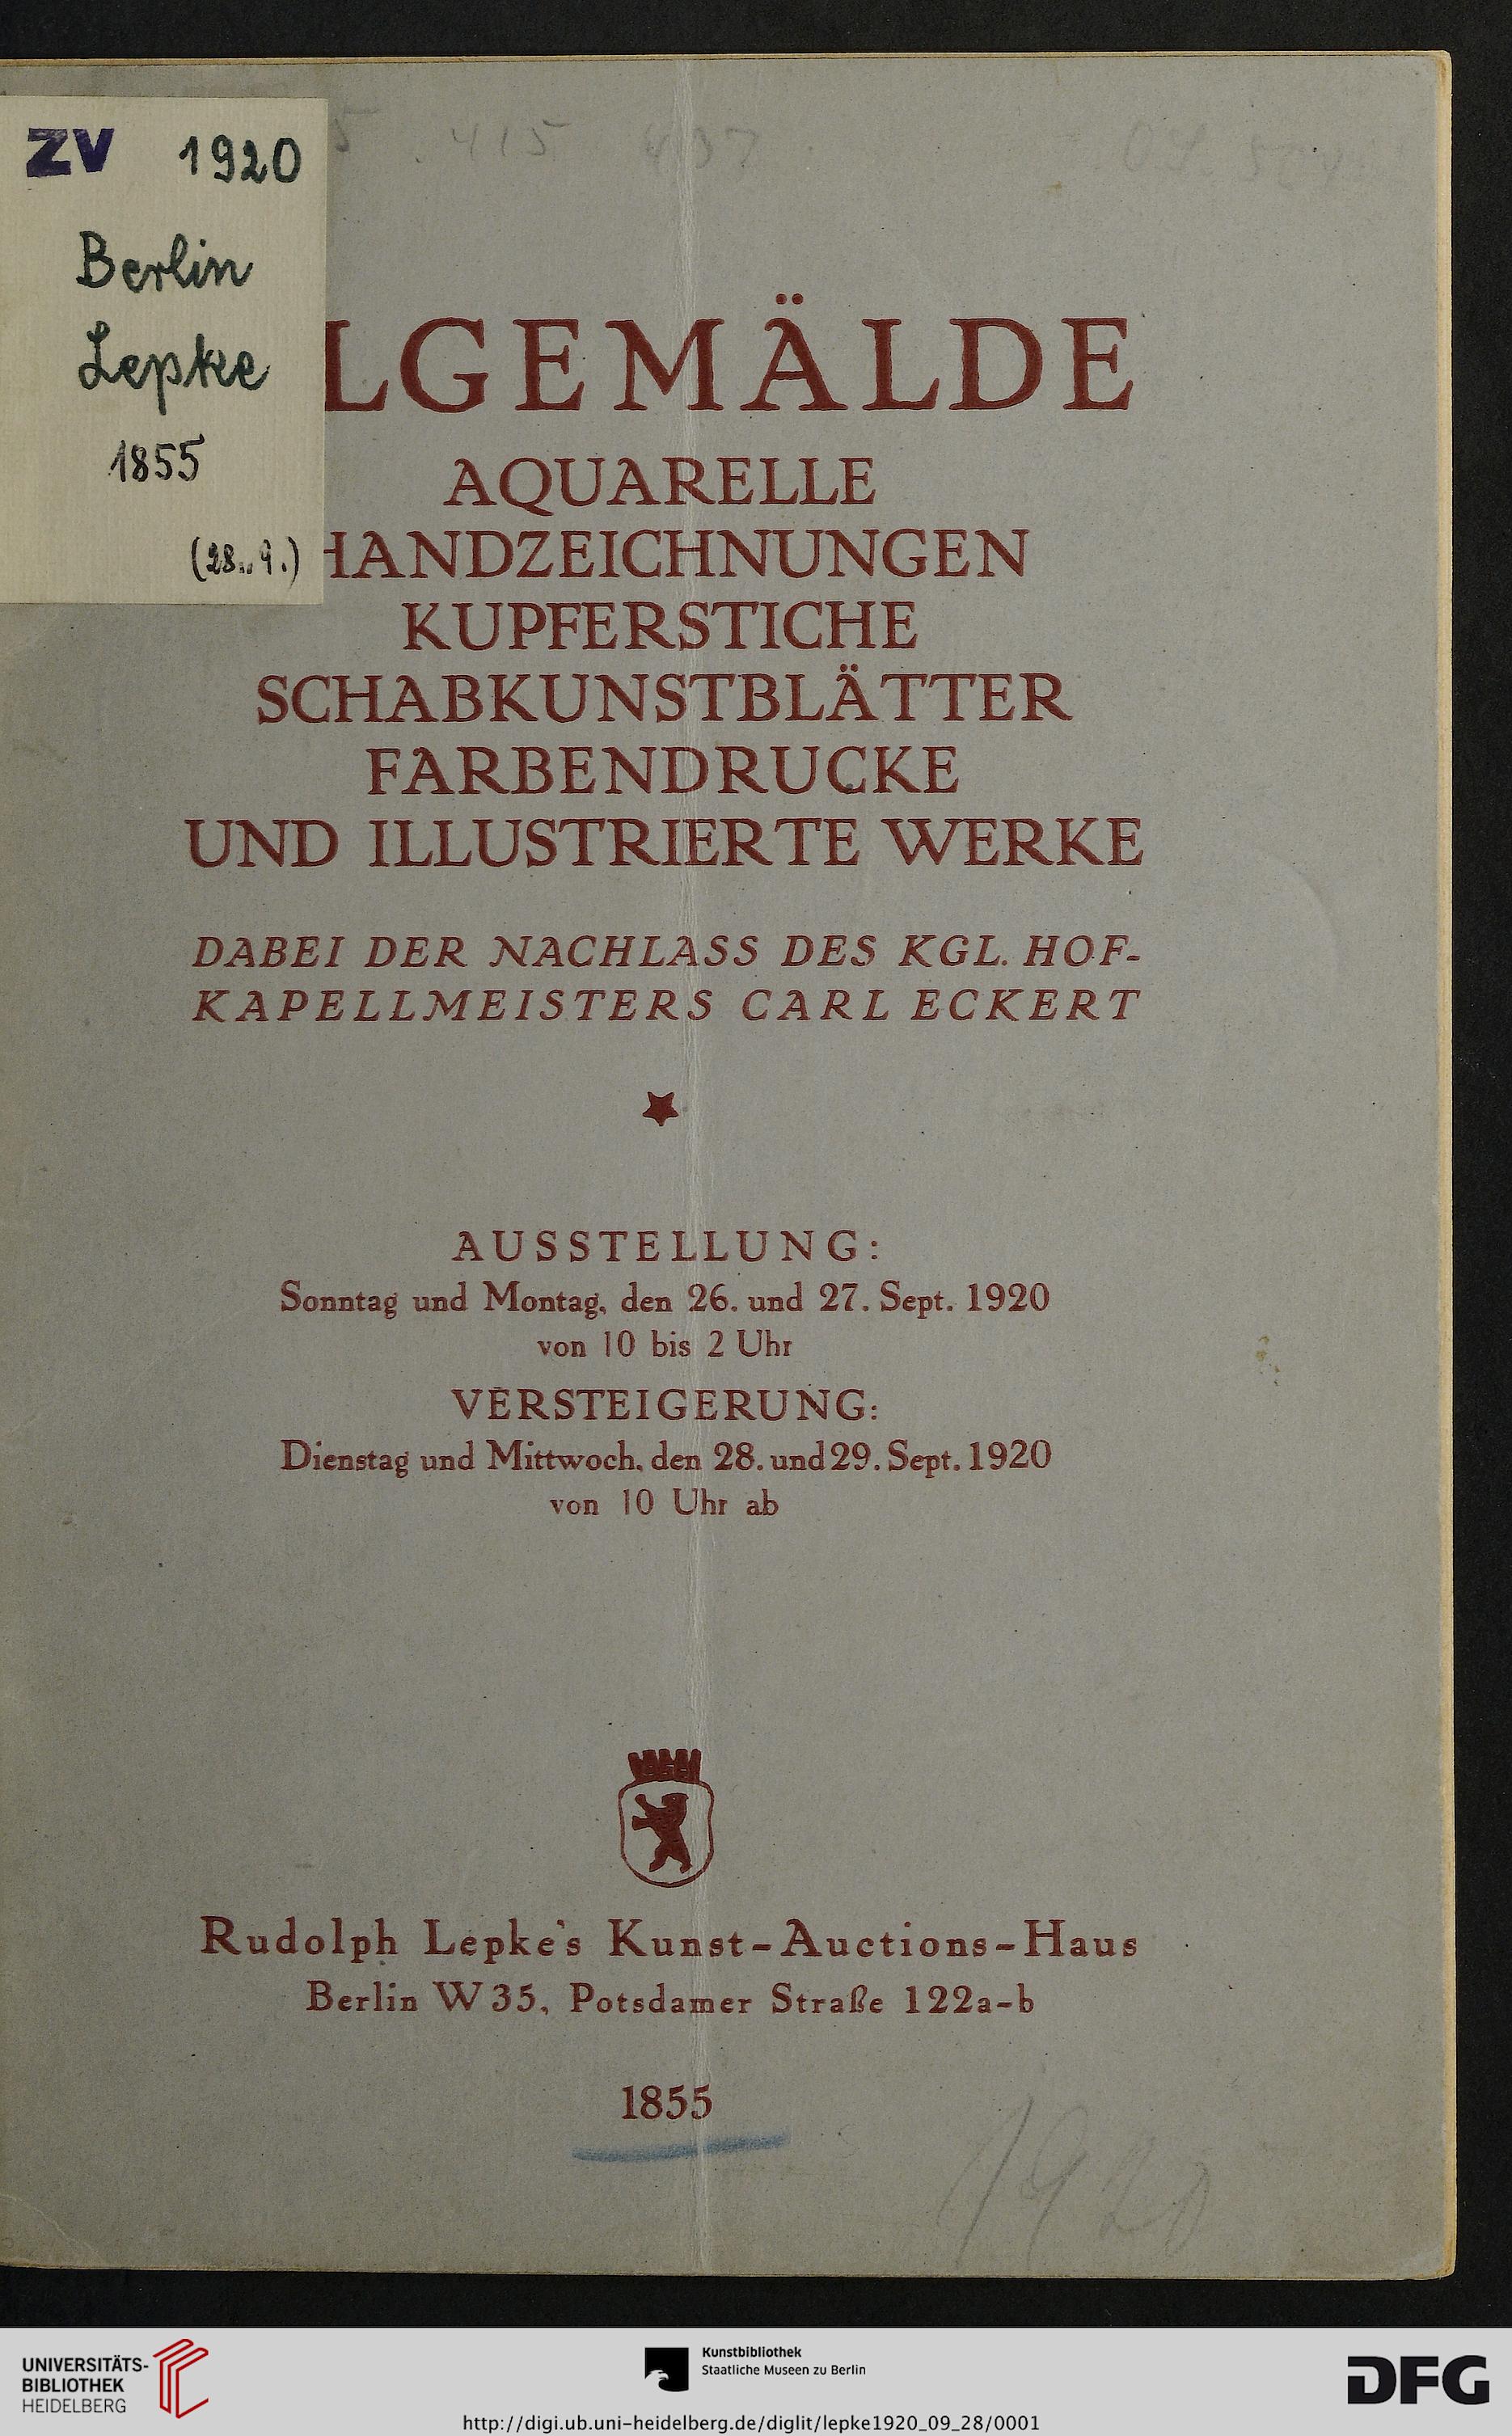 ZV 1920
Berlin
Lepke
1855
(28.,9.)
415
LGEMÄLDE
AQUARELLE
HANDZEICHNUNGEN
KUPFERSTICHE
SCHABKUNSTBLÄTTER
FARBENDRUCKE
UND ILLUSTRIERTE WERKE
DABEI DER NACHLASS DES KGL. HOF-
KAPELLMEISTERS CARL ECKERT
AUSSTELLUNG:
Sonntag und Montag, den 26. und 27. Sept. 1920
von 10 bis 2 Uhr
VERSTEIGERUNG:
Dienstag und Mittwoch, den 28. und 29. Sept. 1920
von 10 Uhr ab
Rudolph Lepke's Kunst-Auctions-Haus
Berlin W 35, Potsdamer Straße 122a-b
1855
1920
UNIVERSITÄTS-
BIBLIOTHEK
HEIDELBERG
Kunstbibliothek
Staatliche Museen zu Berlin
DFG
http://digi.ub.uni-heidelberg.de/diglit/lepke1920_09_28/0001